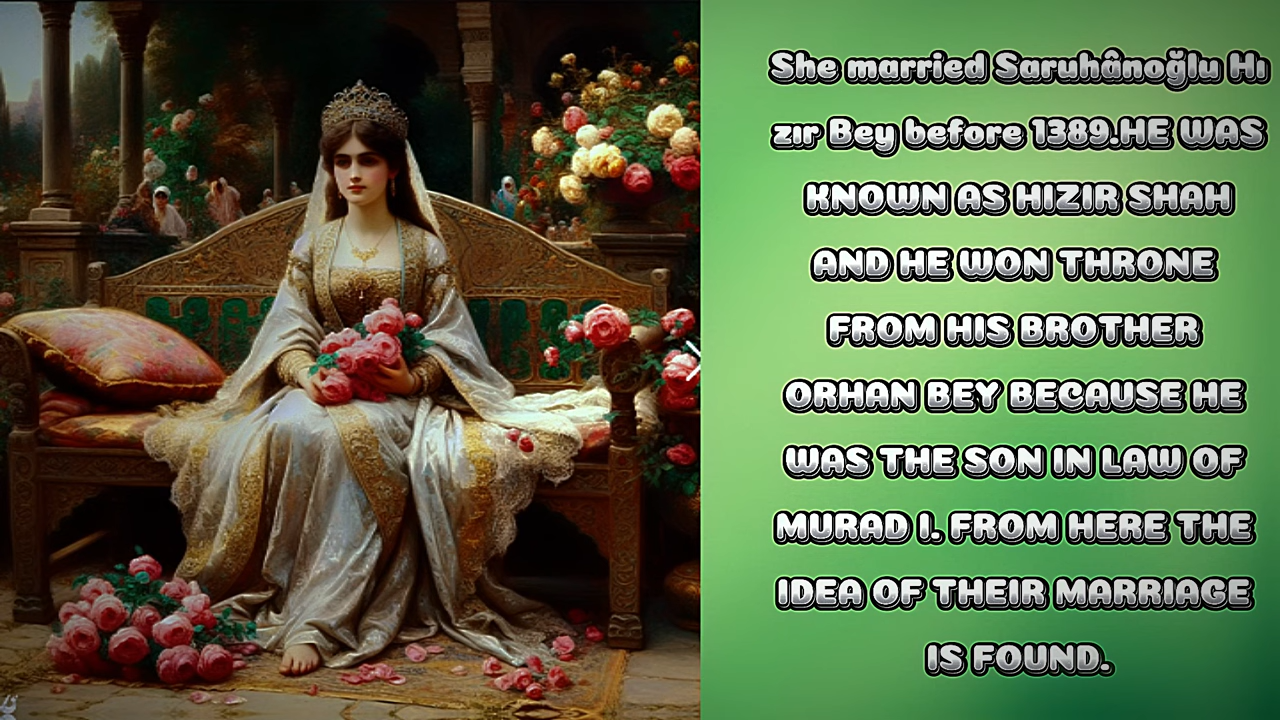 She married Saruhânoğlu Hı
zır Bey before 1389.HE WAS
KNOWN AS HIZIR SHAH
AND HE WON THRONE
FROM HIS BROTHER
ORHAN BEY BECAUSE HE
WAS THE SON IN LAW OF
MURAD I. FROM HERE THE
IDEA OF THEIR MARRIAGE
IS FOUND.